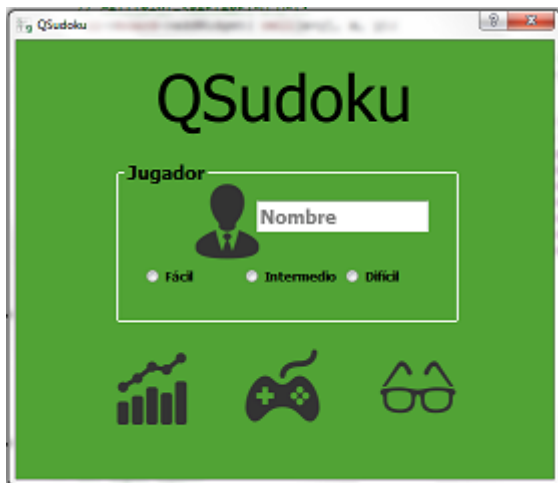 QSudoku
QSudoku
Jugador
Nombre
Fácil Intermedio Difícil